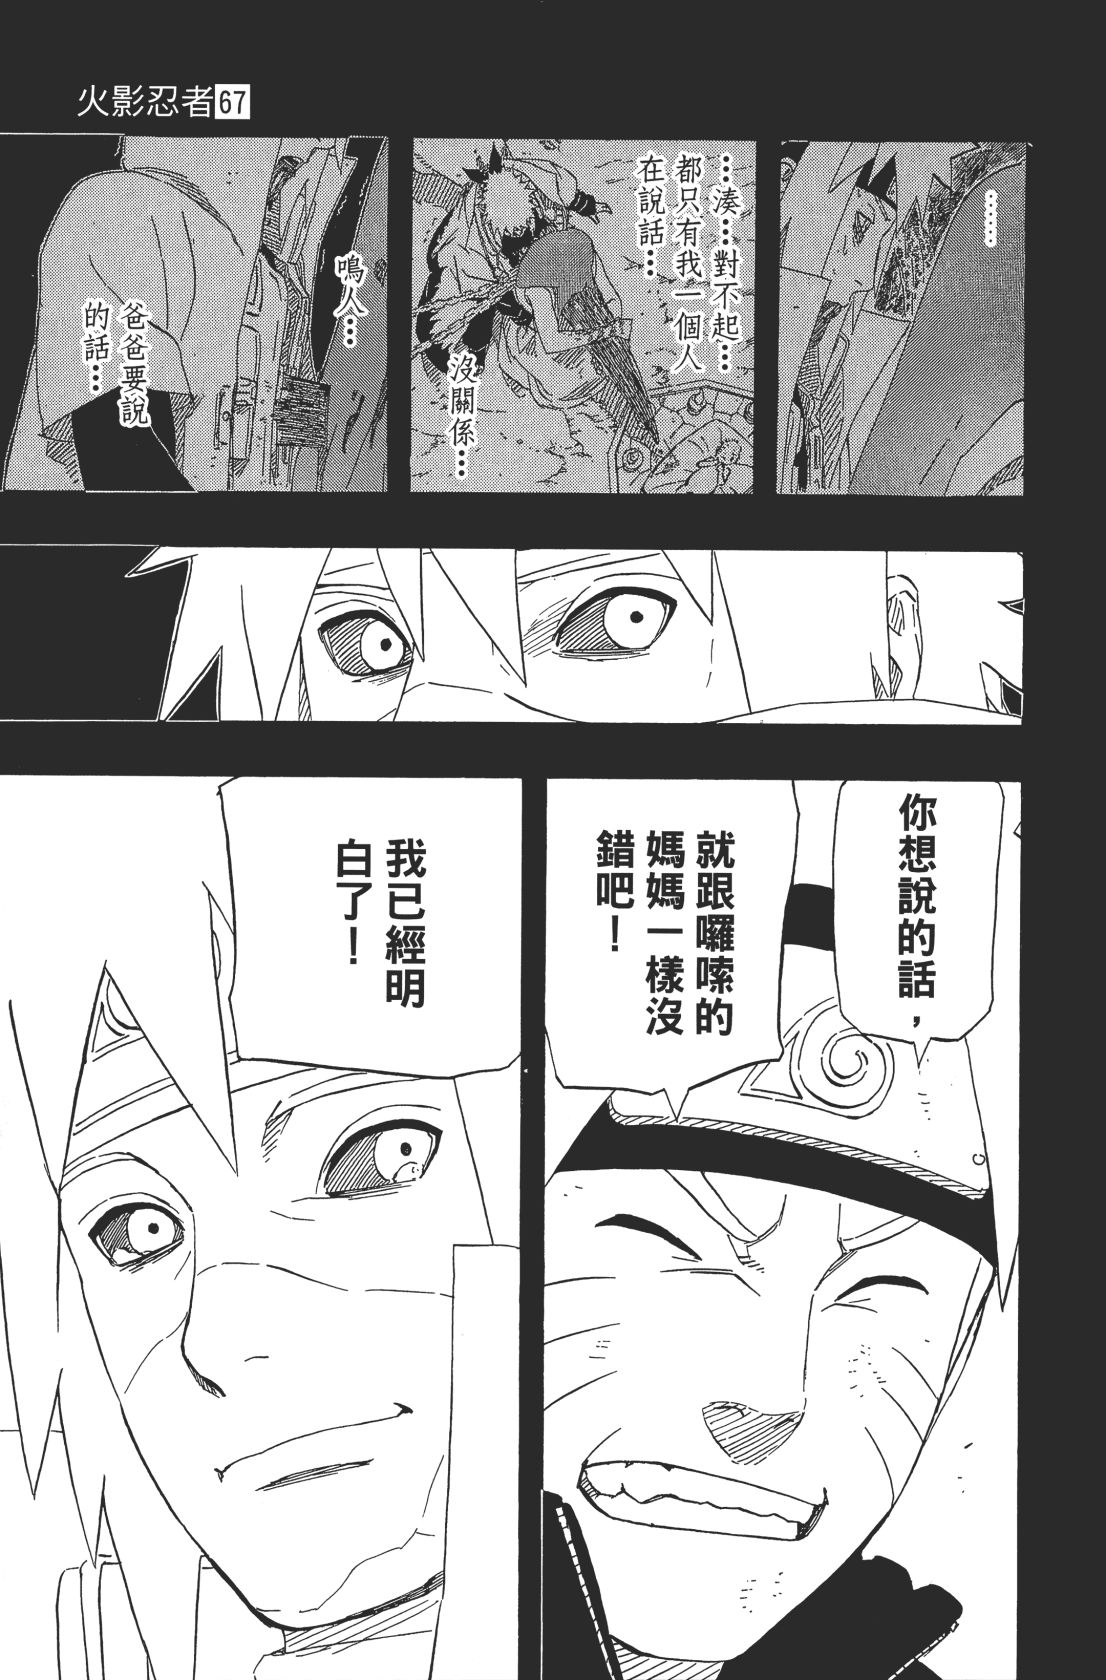 火影忍者67
……
…湊…對不起…
都只有我一個人
在說話…
沒關係…
鳴人…
爸爸要說
的話…
你想說的話，
就跟囉嗦的
媽媽一樣沒
錯吧！
我已經明
白了！